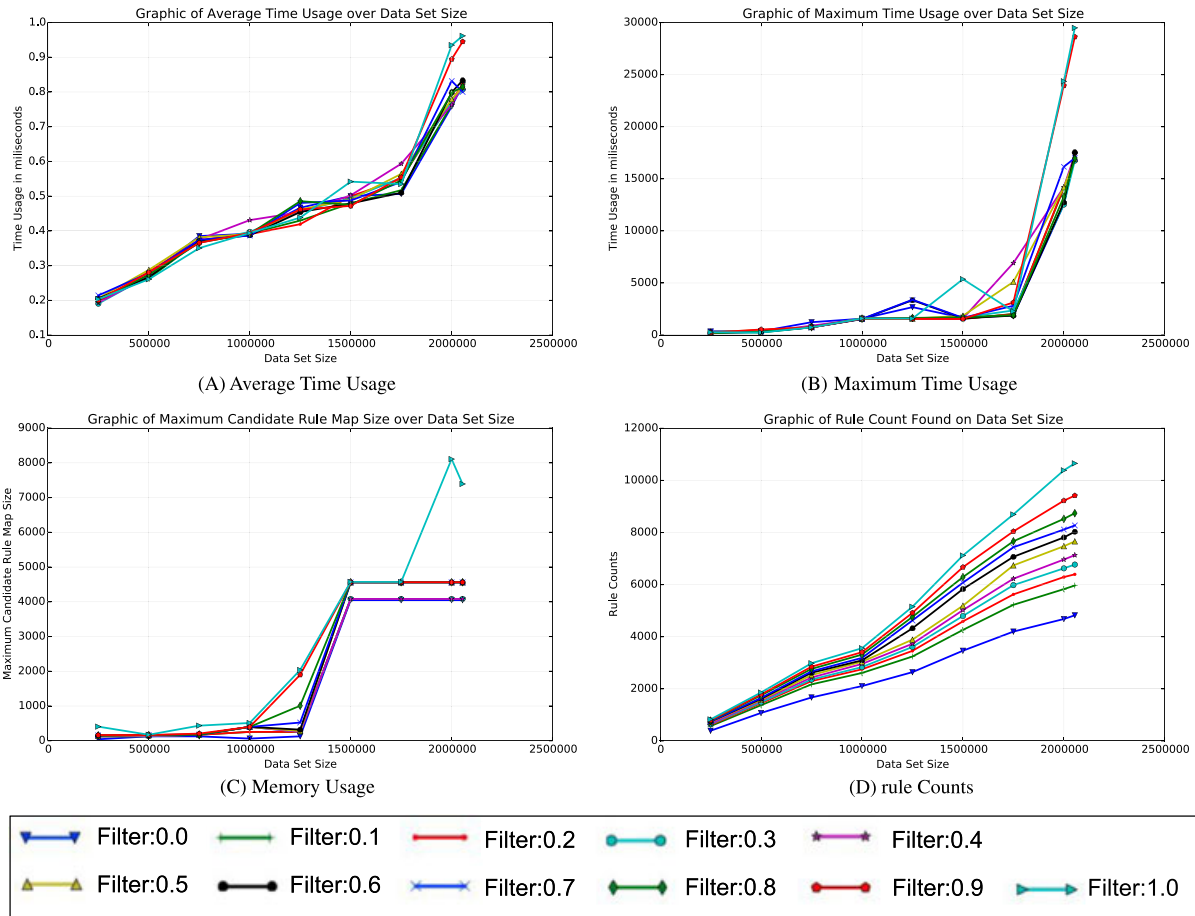 Graphic of Average Time Usage over Data Set Size
1.0
0.9
0.8
0.7
0.6
0.5
0.4
0.3
0.2
0.1
Time Usage in miliseconds
0 500000 1000000 1500000 2000000 2500000
Data Set Size
(A) Average Time Usage
Graphic of Maximum Time Usage over Data Set Size
30000
25000
20000
15000
10000
5000
0
Time Usage in miliseconds
0 500000 1000000 1500000 2000000 2500000
Data Set Size
(B) Maximum Time Usage
Graphic of Maximum Candidate Rule Map Size over Data Set Size
9000
8000
7000
6000
5000
4000
3000
2000
1000
0
Maximum Candidate Rule Map Size
0 500000 1000000 1500000 2000000 2500000
Data Set Size
(C) Memory Usage
Graphic of Rule Count Found on Data Set Size
12000
10000
8000
6000
4000
2000
0
Rule Counts
0 500000 1000000 1500000 2000000 2500000
Data Set Size
(D) rule Counts
Filter:0.0 Filter:0.1 Filter:0.2 Filter:0.3 Filter:0.4
Filter:0.5 Filter:0.6 Filter:0.7 Filter:0.8 Filter:0.9 Filter:1.0